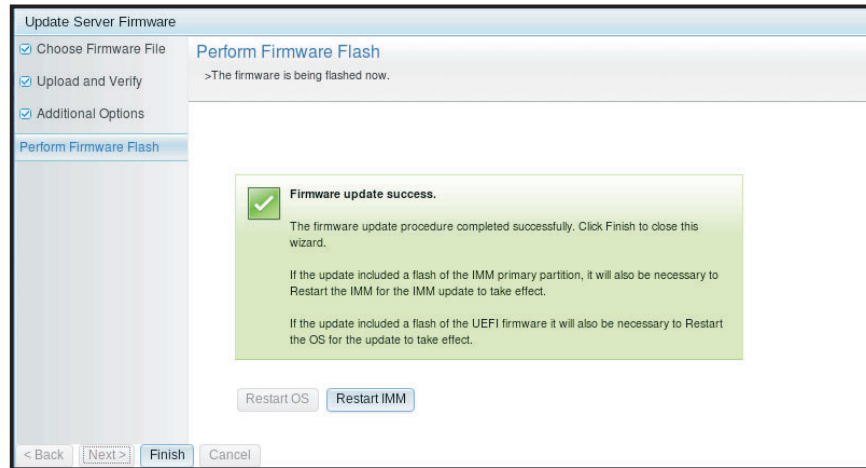 Update Server Firmware
Choose Firmware File
Upload and Verify
Additional Options
Perform Firmware Flash
Perform Firmware Flash
>The firmware is being flashed now.
Firmware update success.
The firmware update procedure completed successfully. Click Finish to close this
wizard.
If the update included a flash of the IMM primary partition, it will also be necessary to
Restart the IMM for the IMM update to take effect.
If the update included a flash of the UEFI firmware it will also be necessary to Restart
the OS for the update to take effect.
Restart OS Restart IMM
< Back Next > Finish Cancel